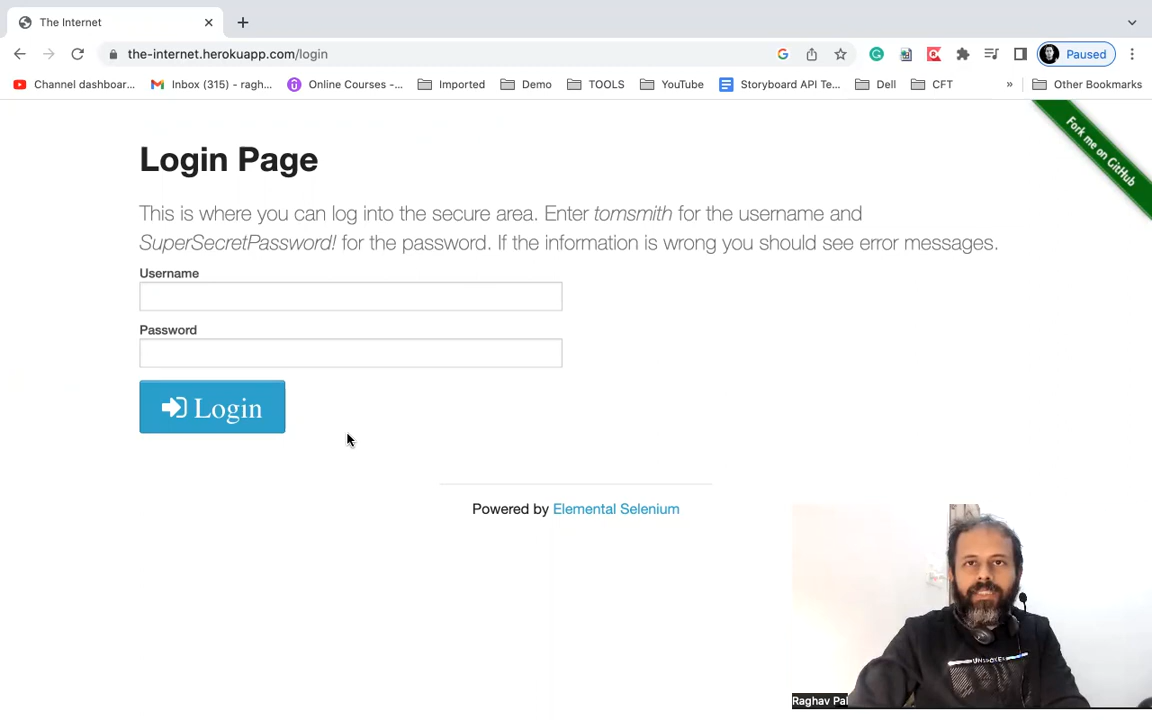 The Internet
the-internet.herokuapp.com/login
Paused
Channel dashboar...
Inbox (315) - ragh...
Online Courses -...
Imported
Demo
TOOLS
YouTube
Storyboard API Te...
Dell
CFT
»
Other Bookmarks
Fork me on GitHub
Login Page
This is where you can log into the secure area. Enter tomsmith for the username and
SuperSecretPassword! for the password. If the information is wrong you should see error messages.
Username
Password
Login
Powered by Elemental Selenium
Raghav Pal